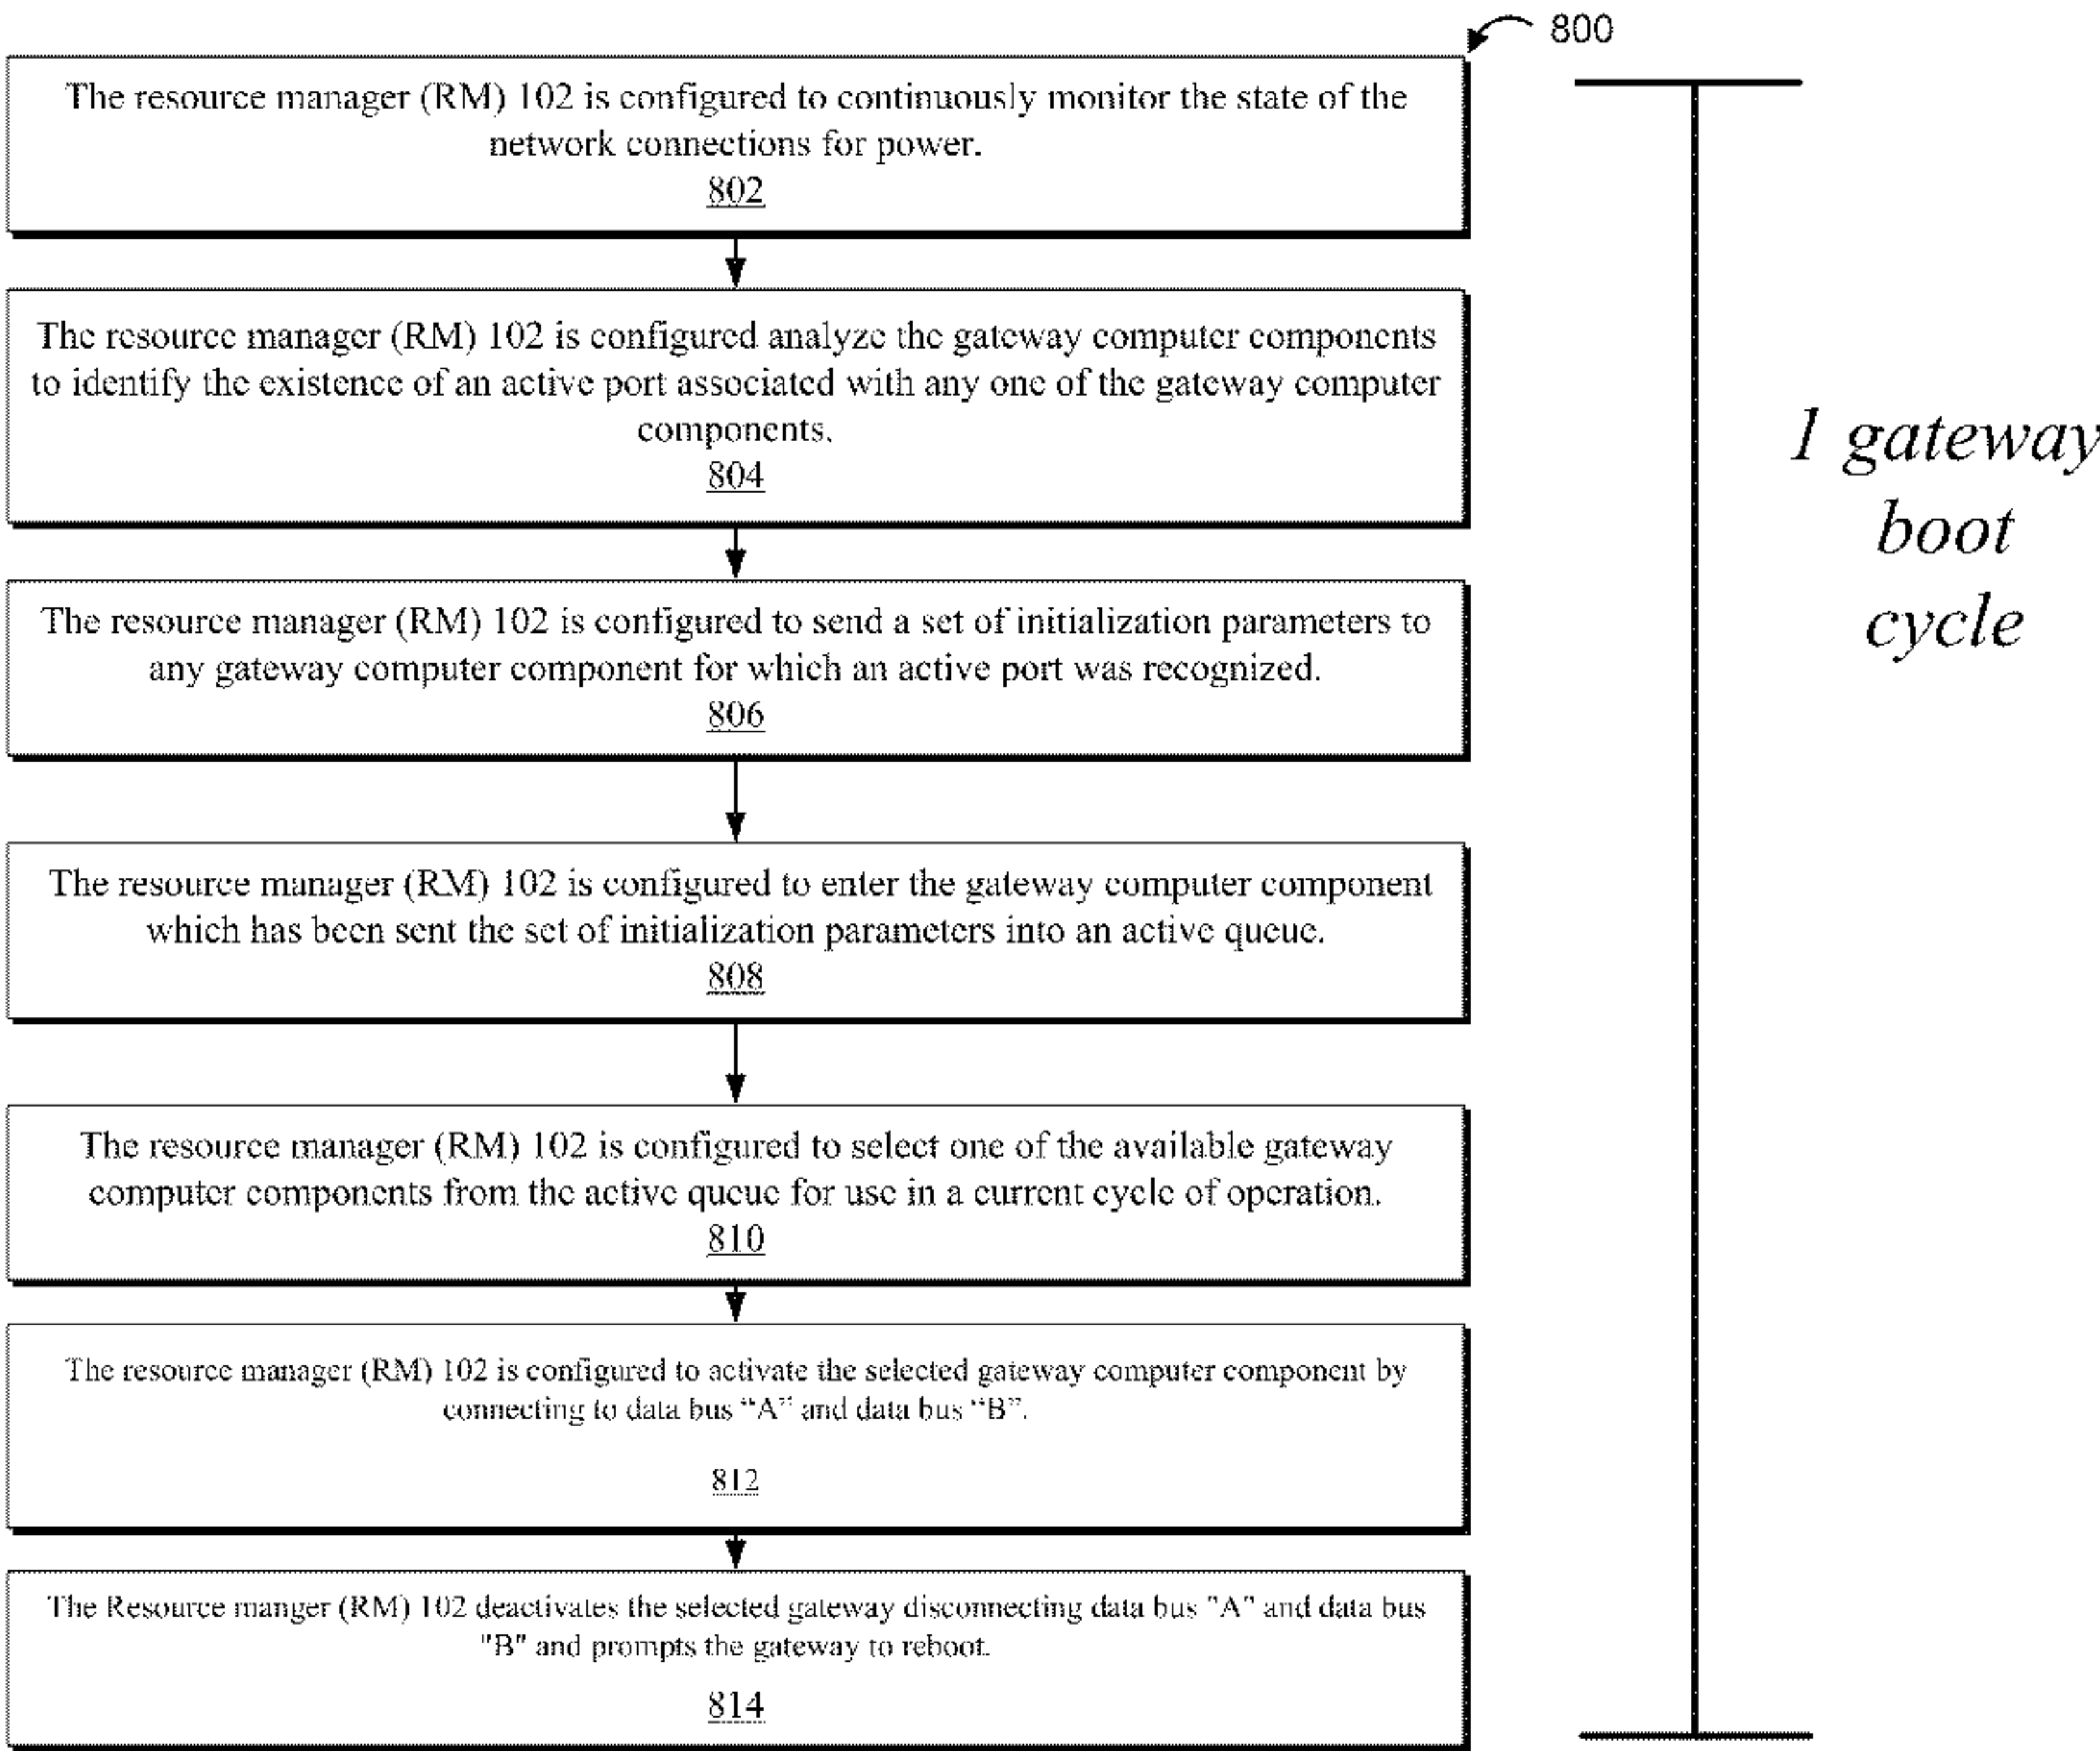 800
The resource manager (RM) 102 is configured to continuously monitor the state of the
network connections for power.
802
The resource manager (RM) 102 is configured analyze the gateway computer components
to identify the existence of an active port associated with any one of the gateway computer
components.
804
The resource manager (RM) 102 is configured to send a set of initialization parameters to
any gateway computer component for which an active port was recognized.
806
The resource manager (RM) 102 is configured to enter the gateway computer component
which has been sent the set of initialization parameters into an active queue.
808
The resource manager (RM) 102 is configured to select one of the available gateway
computer components from the active queue for use in a current cycle of operation.
810
The resource manager (RM) 102 is configured to activate the selected gateway computer component by
connecting to data bus “A” and data bus “B”.
812
The Resource manger (RM) 102 deactivates the selected gateway disconnecting data bus "A" and data bus
"B" and prompts the gateway to reboot.
814
1 gateway
boot
cycle